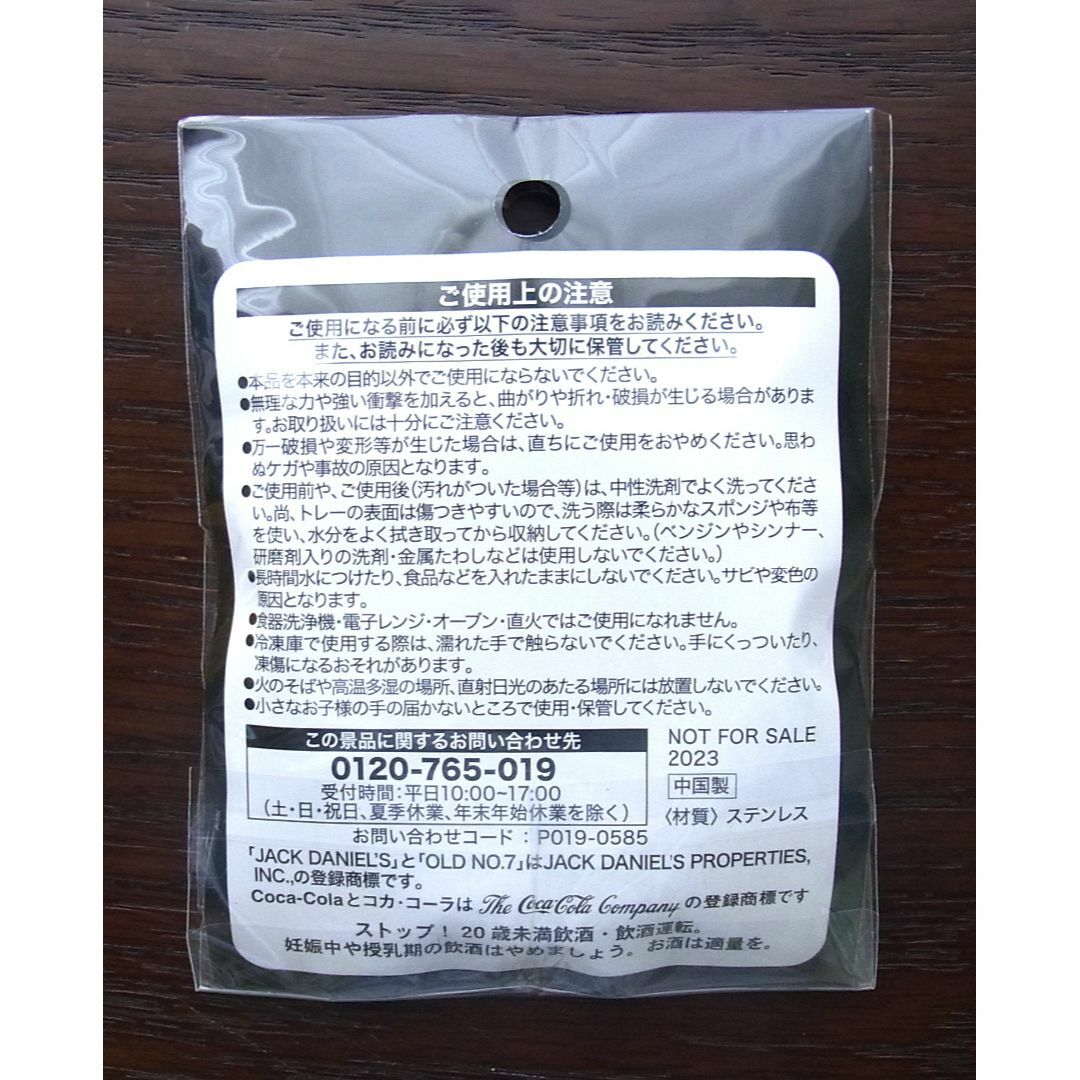 ご使用上の注意
ご使用になる前に必ず以下の注意事項をお読みください。
また、お読みになった後も大切に保管してください。
●本品を本来の目的以外でご使用にならないでください。
●無理な力や強い衝撃を加えると、曲がりや折れ・破損が生じる場合がありま
す。お取り扱いには十分にご注意ください。
●万一破損や変形等が生じた場合は、直ちにご使用をおやめください。思わ
ぬケガや事故の原因となります。
●ご使用前や、ご使用後(汚れがついた場合等)は、中性洗剤でよく洗ってくださ
い。尚、トレーの表面は傷つきやすいので、洗う際は柔らかなスポンジや布等
を使い、水分をよく拭き取ってから収納してください。(ベンジンやシンナー、
研磨剤入りの洗剤・金属たわしなどは使用しないでください。)
●長時間水につけたり、食品などを入れたままにしないでください。サビや変色の
原因となります。
●食器洗浄機・電子レンジ・オーブン・直火ではご使用になれません。
●冷凍庫で使用する際は、濡れた手で触らないでください。手にくっついたり、
凍傷になるおそれがあります。
●火のそばや高温多湿の場所、直射日光のあたる場所には放置しないでください。
●小さなお子様の手の届かないところで使用・保管してください。
この景品に関するお問い合わせ先
0120-765-019
受付時間:平日10:00~17:00
(土・日・祝日、夏季休業、年末年始休業を除く)
NOT FOR SALE
2023
中国製
〈材質〉ステンレス
お問い合わせコード:P019-0585
「JACK DANIEL'S」と「OLD NO.7」はJACK DANIEL'S PROPERTIES,
INC.,の登録商標です。
Coca-Colaとコカ・コーラは The Coca-Cola Company の登録商標です
ストップ! 20歳未満飲酒・飲酒運転。
妊娠中や授乳期の飲酒はやめましょう。お酒は適量を。